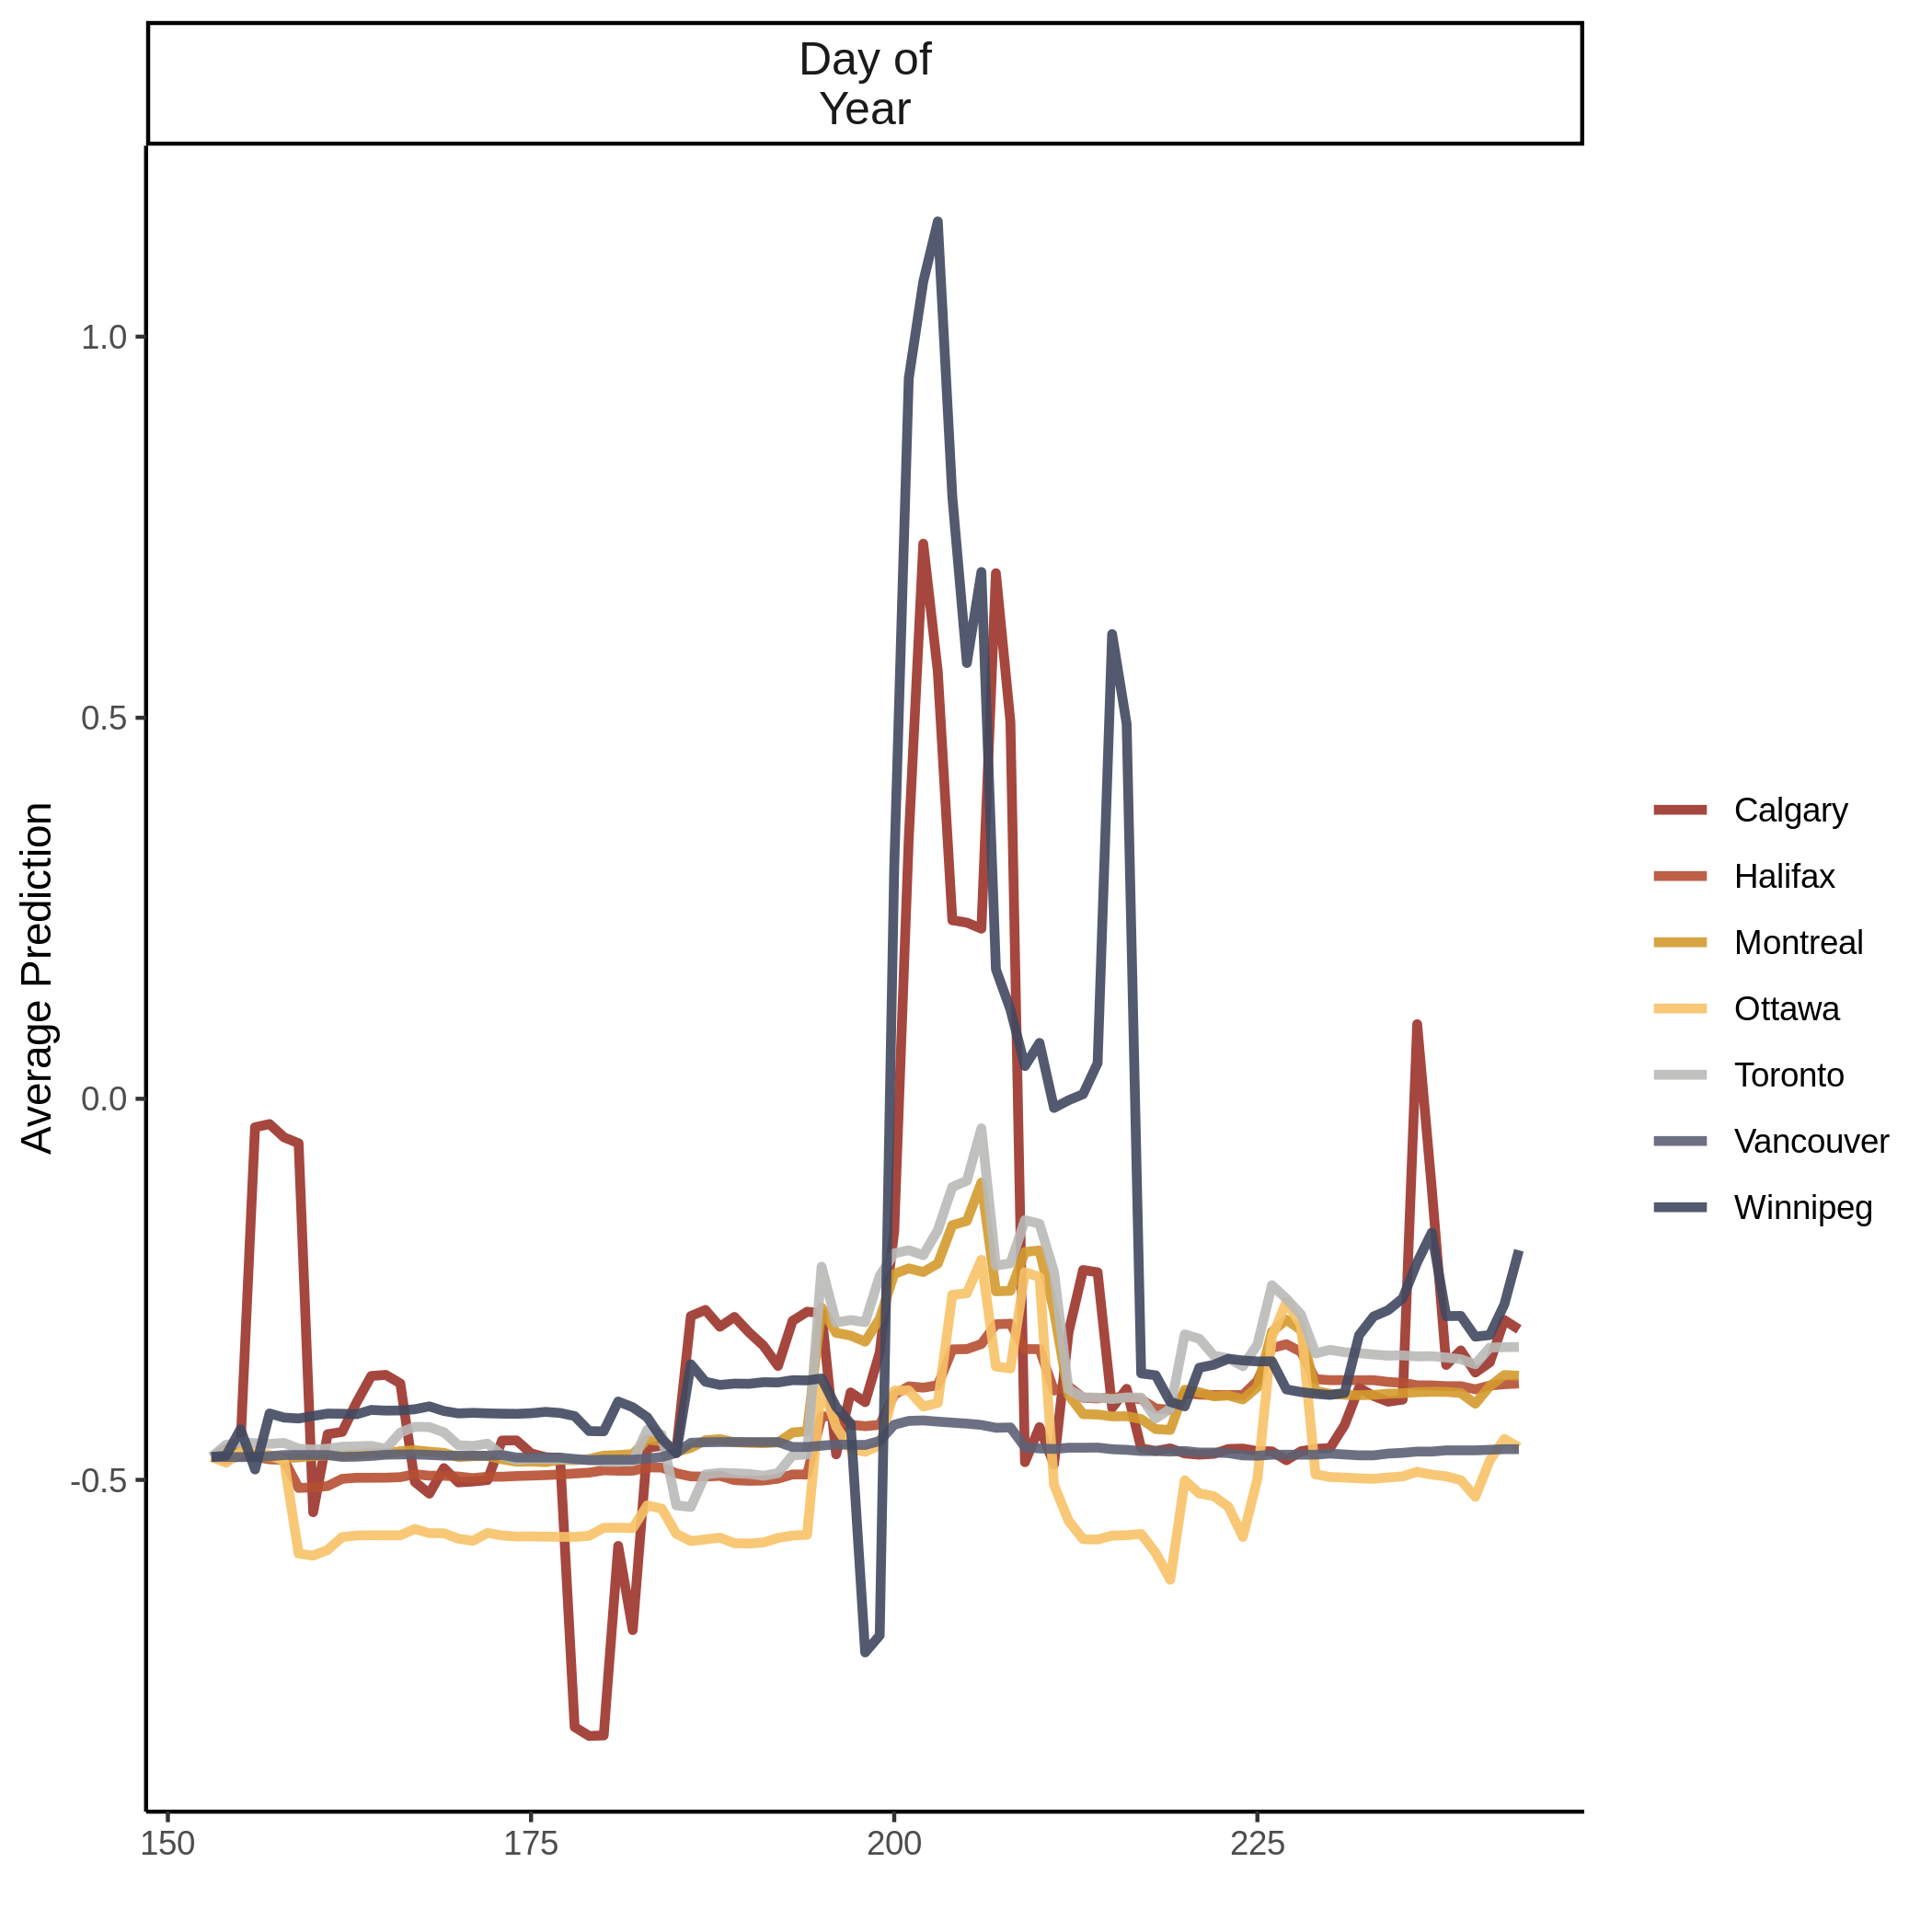 Day of
Year
Average Prediction
1.0
0.5
0.0
-0.5
150
175
200
225
Calgary
Halifax
Montreal
Ottawa
Toronto
Vancouver
Winnipeg